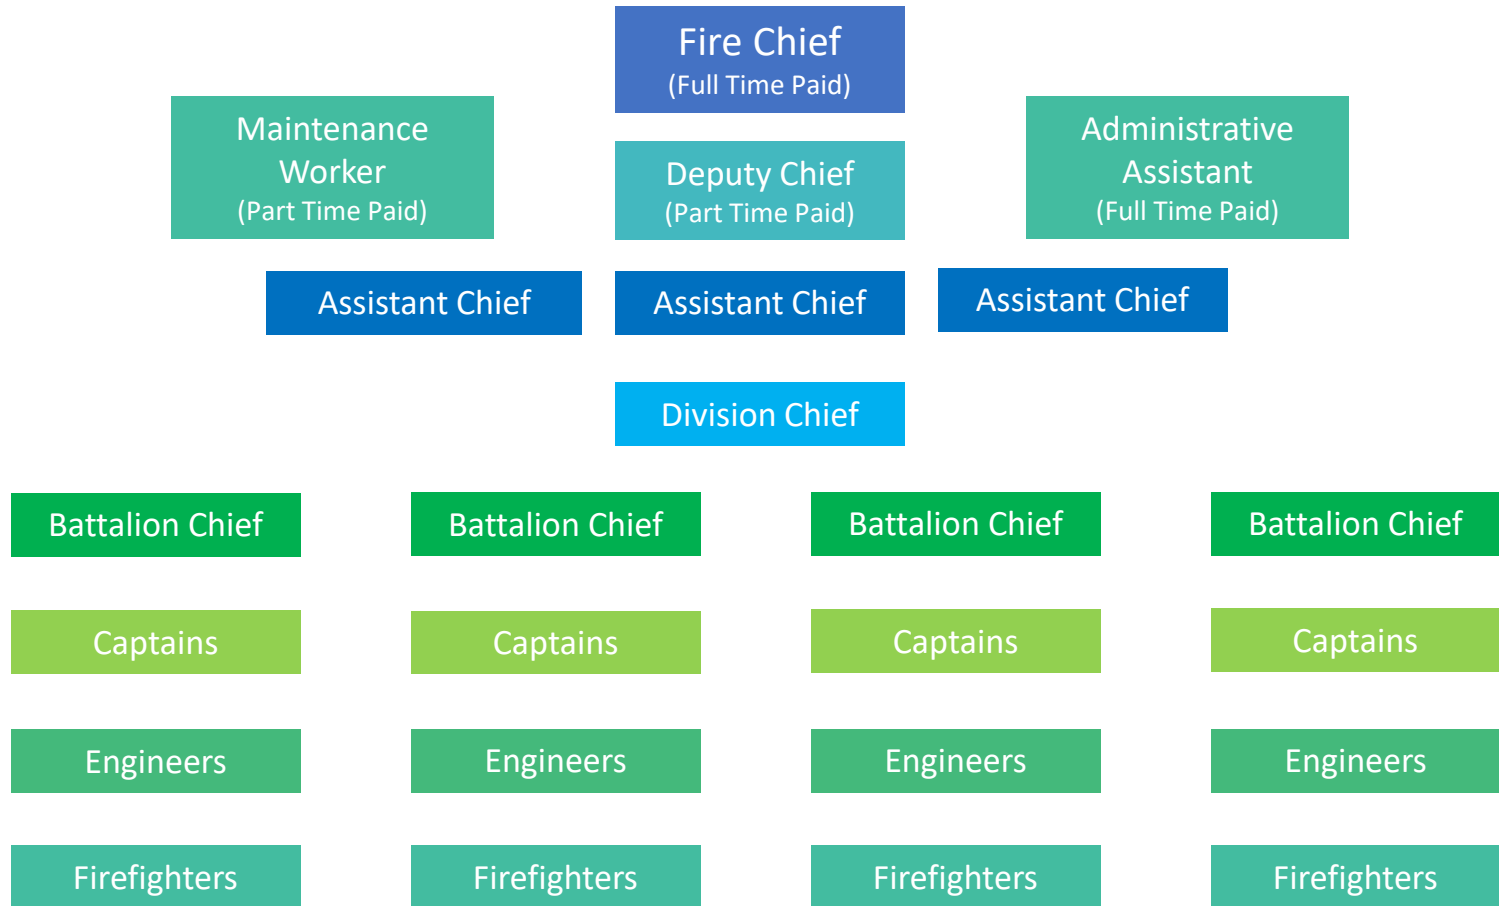 Fire Chief
(Full Time Paid)
Maintenance
Worker
(Part Time Paid)
Deputy Chief
(Part Time Paid)
Administrative
Assistant
(Full Time Paid)
Assistant Chief
Assistant Chief
Assistant Chief
Division Chief
Battalion Chief
Battalion Chief
Battalion Chief
Battalion Chief
Captains
Captains
Captains
Captains
Engineers
Engineers
Engineers
Engineers
Firefighters
Firefighters
Firefighters
Firefighters